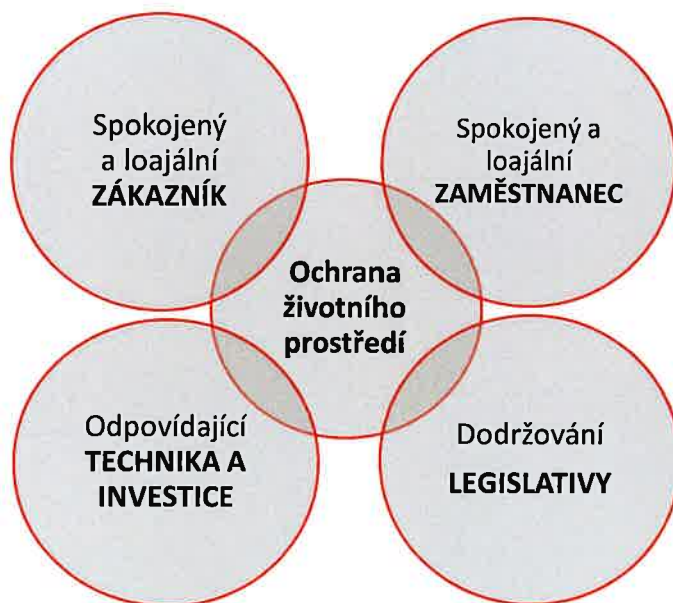 Spokojený
a loajální
ZÁKAZNÍK
Spokojený a
loajální
ZAMĚSTNANEC
Ochrana
životního
prostředí
Odpovídající
TECHNIKA A
INVESTICE
Dodržování
LEGISLATIVY